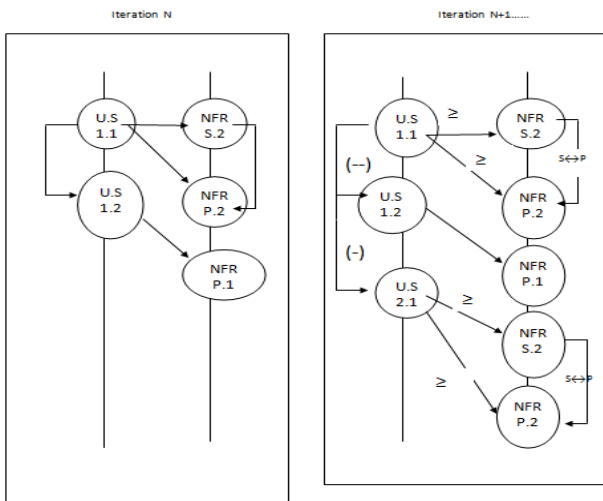 Iteration N
U.S
1.1
NFR
S.2
U.S
1.2
NFR
P.2
NFR
P.1
Iteration N+1......
U.S
1.1
≥
NFR
S.2
≥
S↔P
(--)
U.S
1.2
NFR
P.2
(-)
NFR
P.1
U.S
2.1
≥
NFR
S.2
≥
S↔P
NFR
P.2